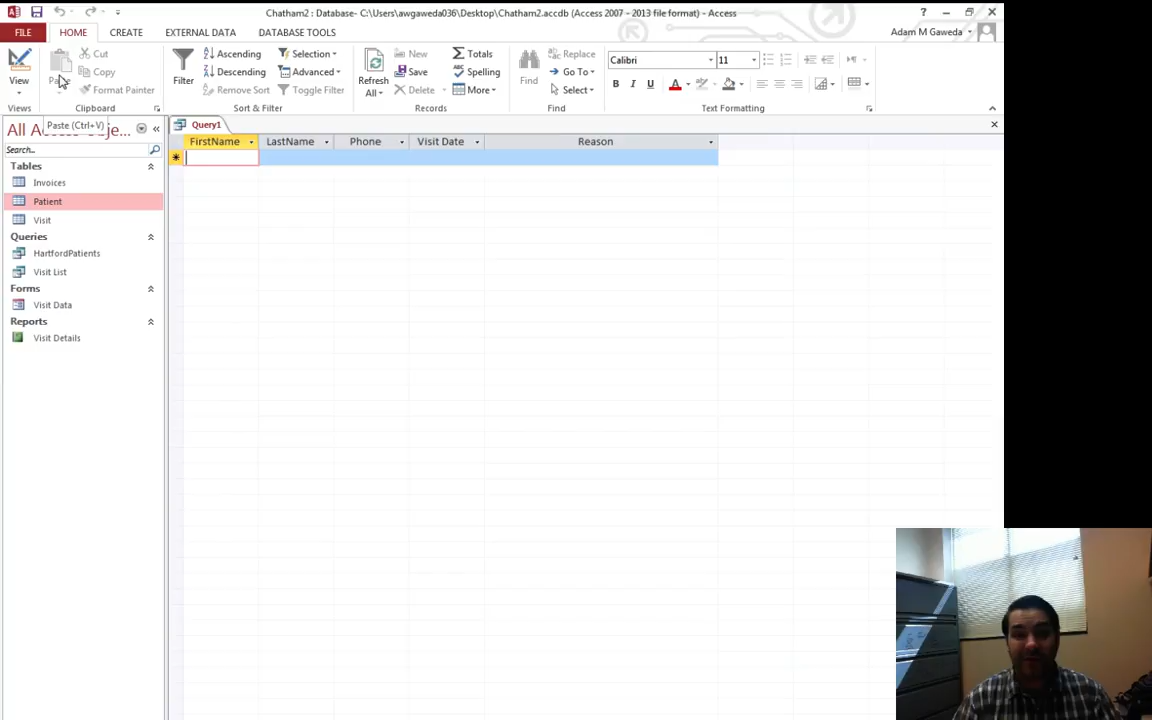 Chatham2 : Database- C:\Users\awgaweda036\Desktop\Chatham2.accdb (Access 2007 - 2013 file format) - Access
FILE HOME CREATE EXTERNAL DATA DATABASE TOOLS Adam M Gaweda
View
Views
Cut
Copy
Format Painter
Clipboard
Paste (Ctrl+V)
Filter
Ascending
Descending
Remove Sort
Selection
Advanced
Toggle Filter
Sort & Filter
Refresh
All
New
Save
Delete
Totals
Spelling
More
Records
Find
Replace
Go To
Select
Find
Calibri 11
B I U A
Text Formatting
Search...
Tables
Invoices
Patient
Visit
Queries
HartfordPatients
Visit List
Forms
Visit Data
Reports
Visit Details
Query1
FirstName LastName Phone Visit Date Reason